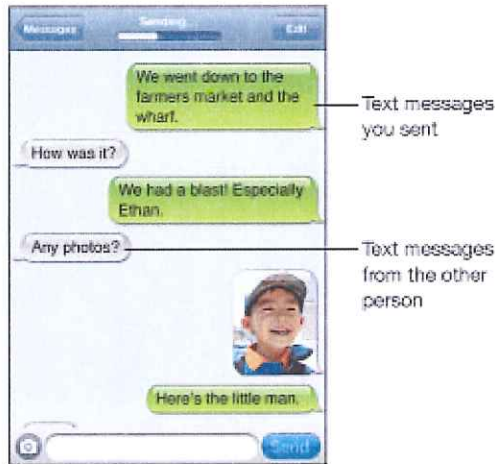 Messages
Sending...
Edit
We went down to the
farmers market and the
wharf.
Text messages
you sent
How was it?
We had a blast! Especially
Ethan.
Any photos?
Text messages
from the other
person
Here's the little man.
Send